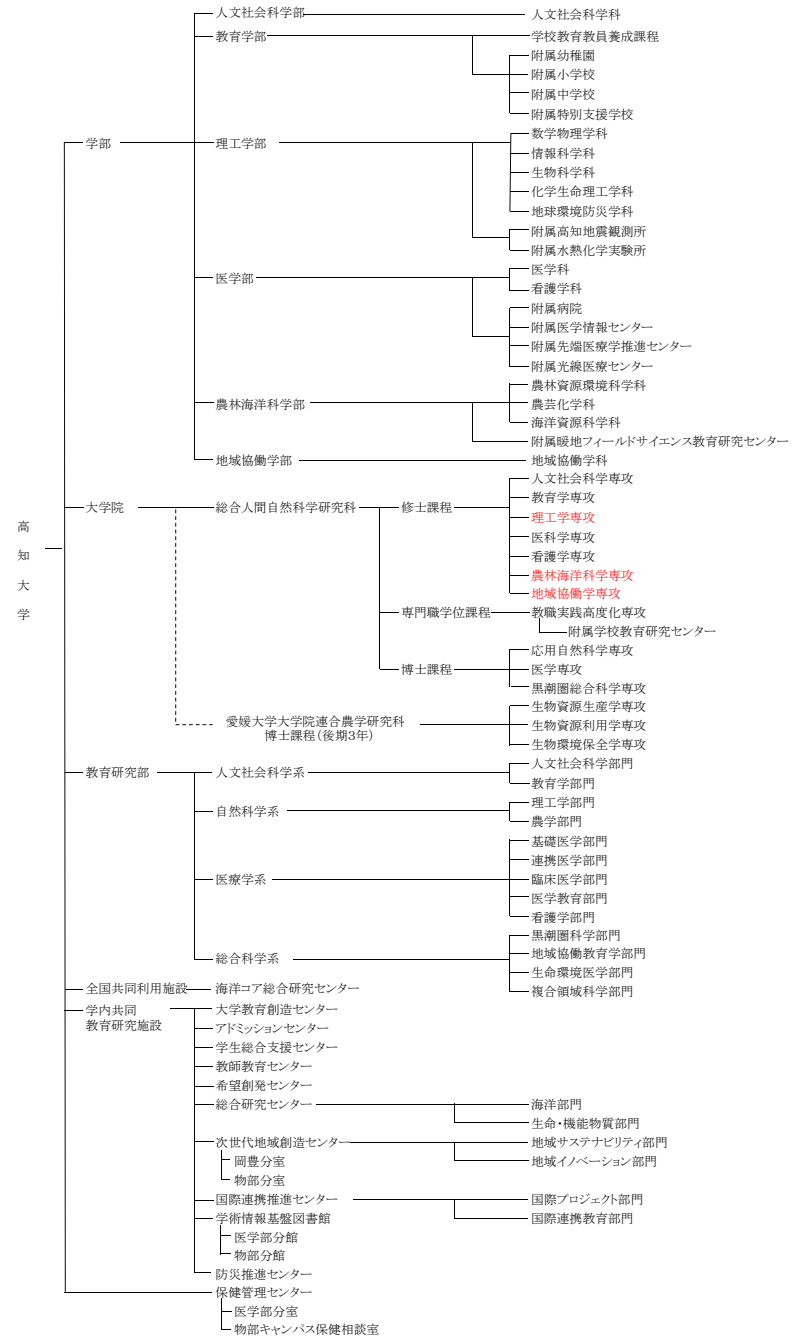 高知大学
学部
人文社会科学部
人文社会科学科
教育学部
学校教育教員養成課程
附属幼稚園
附属小学校
附属中学校
附属特別支援学校
理工学部
数学物理学科
情報科学科
生物科学科
化学生命理工学科
地球環境防災学科
附属高知地震観測所
附属水熱化学実験所
医学部
医学科
看護学科
附属病院
附属医学情報センター
附属先端医療学推進センター
附属光線医療センター
農林海洋科学部
農林資源環境科学科
農芸化学科
海洋資源科学科
附属暖地フィールドサイエンス教育研究センター
地域協働学部
地域協働学科
大学院
総合人間自然科学研究科
修士課程
人文社会科学専攻
教育学専攻
理工学専攻
医科学専攻
看護学専攻
農林海洋科学専攻
地域協働学専攻
専門職学位課程
教職実践高度化専攻
附属学校教育研究センター
博士課程
応用自然科学専攻
医学専攻
黒潮圏総合科学専攻
愛媛大学大学院連合農学研究科
博士課程(後期3年)
生物資源生産学専攻
生物資源利用学専攻
生物環境保全学専攻
教育研究部
人文社会科学系
人文社会科学部門
教育学部門
自然科学系
理工学部門
農学部門
医療学系
基礎医学部門
連携医学部門
臨床医学部門
医学教育部門
看護学部門
総合科学系
黒潮圏科学部門
地域協働教育学部門
生命環境医学部門
複合領域科学部門
全国共同利用施設
海洋コア総合研究センター
学内共同
教育研究施設
大学教育創造センター
アドミッションセンター
学生総合支援センター
教師教育センター
希望創発センター
総合研究センター
海洋部門
生命・機能物質部門
次世代地域創造センター
地域サステナビリティ部門
地域イノベーション部門
岡豊分室
物部分室
国際連携推進センター
国際プロジェクト部門
国際連携教育部門
学術情報基盤図書館
医学部分館
物部分館
防災推進センター
保健管理センター
医学部分室
物部キャンパス保健相談室